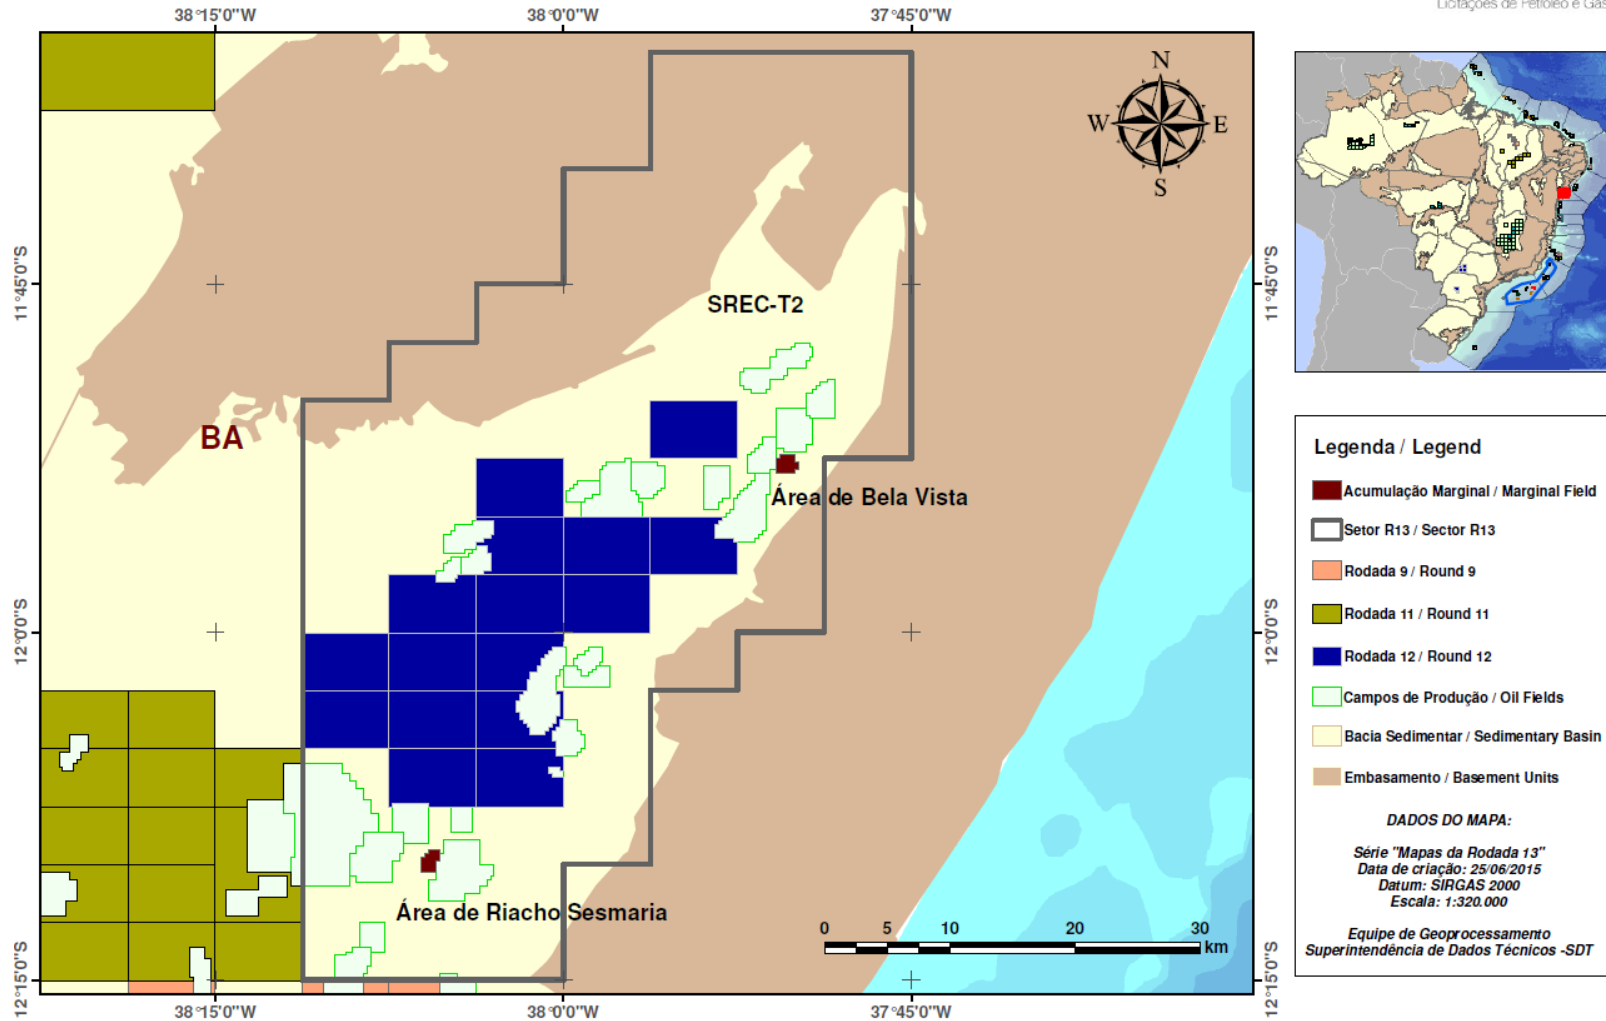 Licitações de Petróleo e Gás
38°15'0"W
38°0'0"W
37°45'0"W
N
W
E
S
11°45'0"S
11°45'0"S
SREC-T2
BA
Área de Bela Vista
12°0'0"S
12°0'0"S
Área de Riacho Sesmaria
0
5
10
20
30
km
12°15'0"S
12°15'0"S
38°15'0"W
38°0'0"W
37°45'0"W
Legenda / Legend
Acumulação Marginal / Marginal Field
Setor R13 / Sector R13
Rodada 9 / Round 9
Rodada 11 / Round 11
Rodada 12 / Round 12
Campos de Produção / Oil Fields
Bacia Sedimentar / Sedimentary Basin
Embasamento / Basement Units
DADOS DO MAPA:
Série "Mapas da Rodada 13"
Data de criação: 25/06/2015
Datum: SIRGAS 2000
Escala: 1:320.000
Equipe de Geoprocessamento
Superintendência de Dados Técnicos -SDT